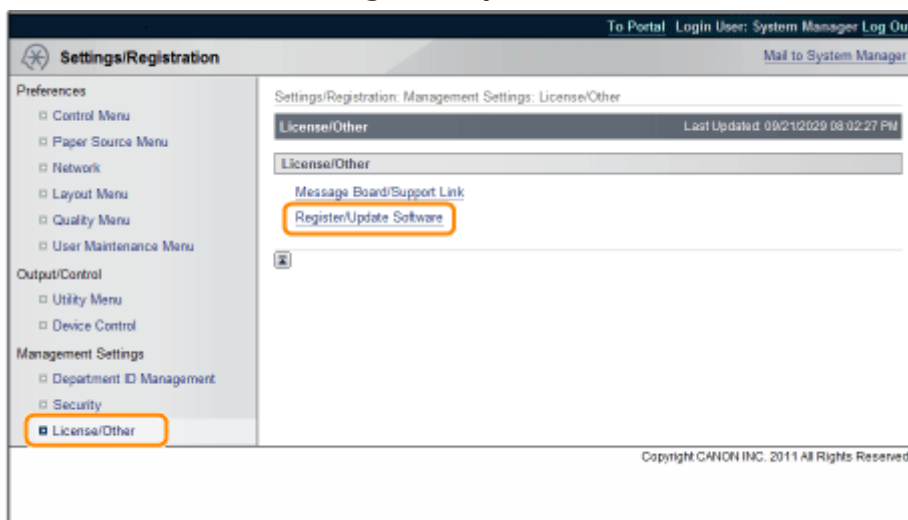 To Portal Login User: System Manager Log Ou
Settings/Registration
Mail to System Manager
Preferences
Control Menu
Paper Source Menu
Network
Layout Menu
Quality Menu
User Maintenance Menu
Output/Control
Utility Menu
Device Control
Management Settings
Department ID Management
Security
License/Other
Settings/Registration: Management Settings: License/Other
License/Other
Last Updated: 09/21/2029 08:02:27 PM
License/Other
Message Board/Support Link
Register/Update Software
Copyright CANON INC. 2011 All Rights Reserved